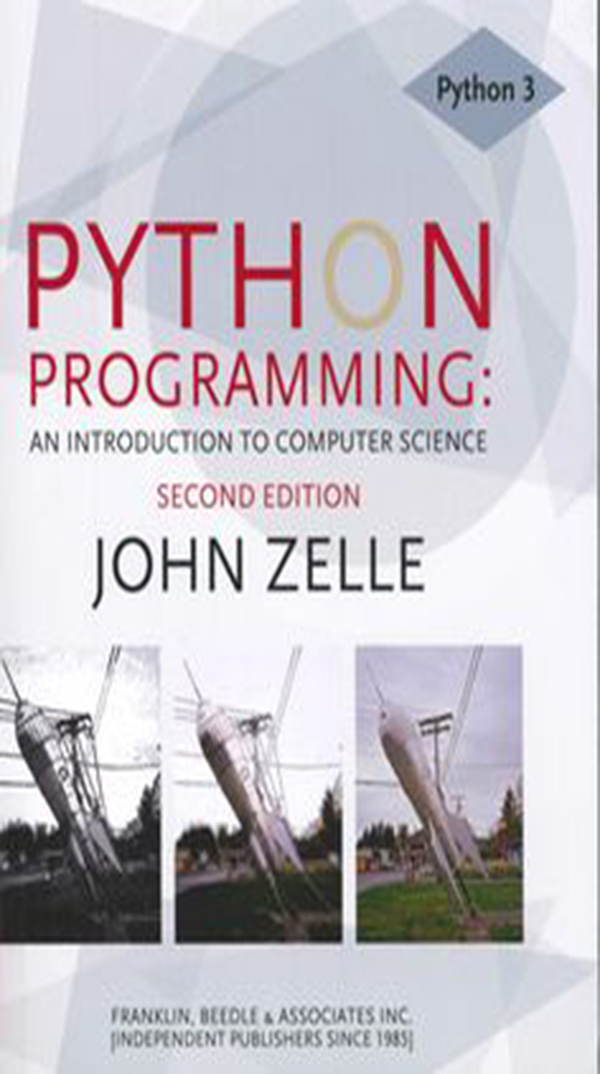 Python 3
PYTHON
PROGRAMMING:
AN INTRODUCTION TO COMPUTER SCIENCE
SECOND EDITION
JOHN ZELLE
FRANKLIN, BEEDLE & ASSOCIATES INC.
[INDEPENDENT PUBLISHERS SINCE 1985]